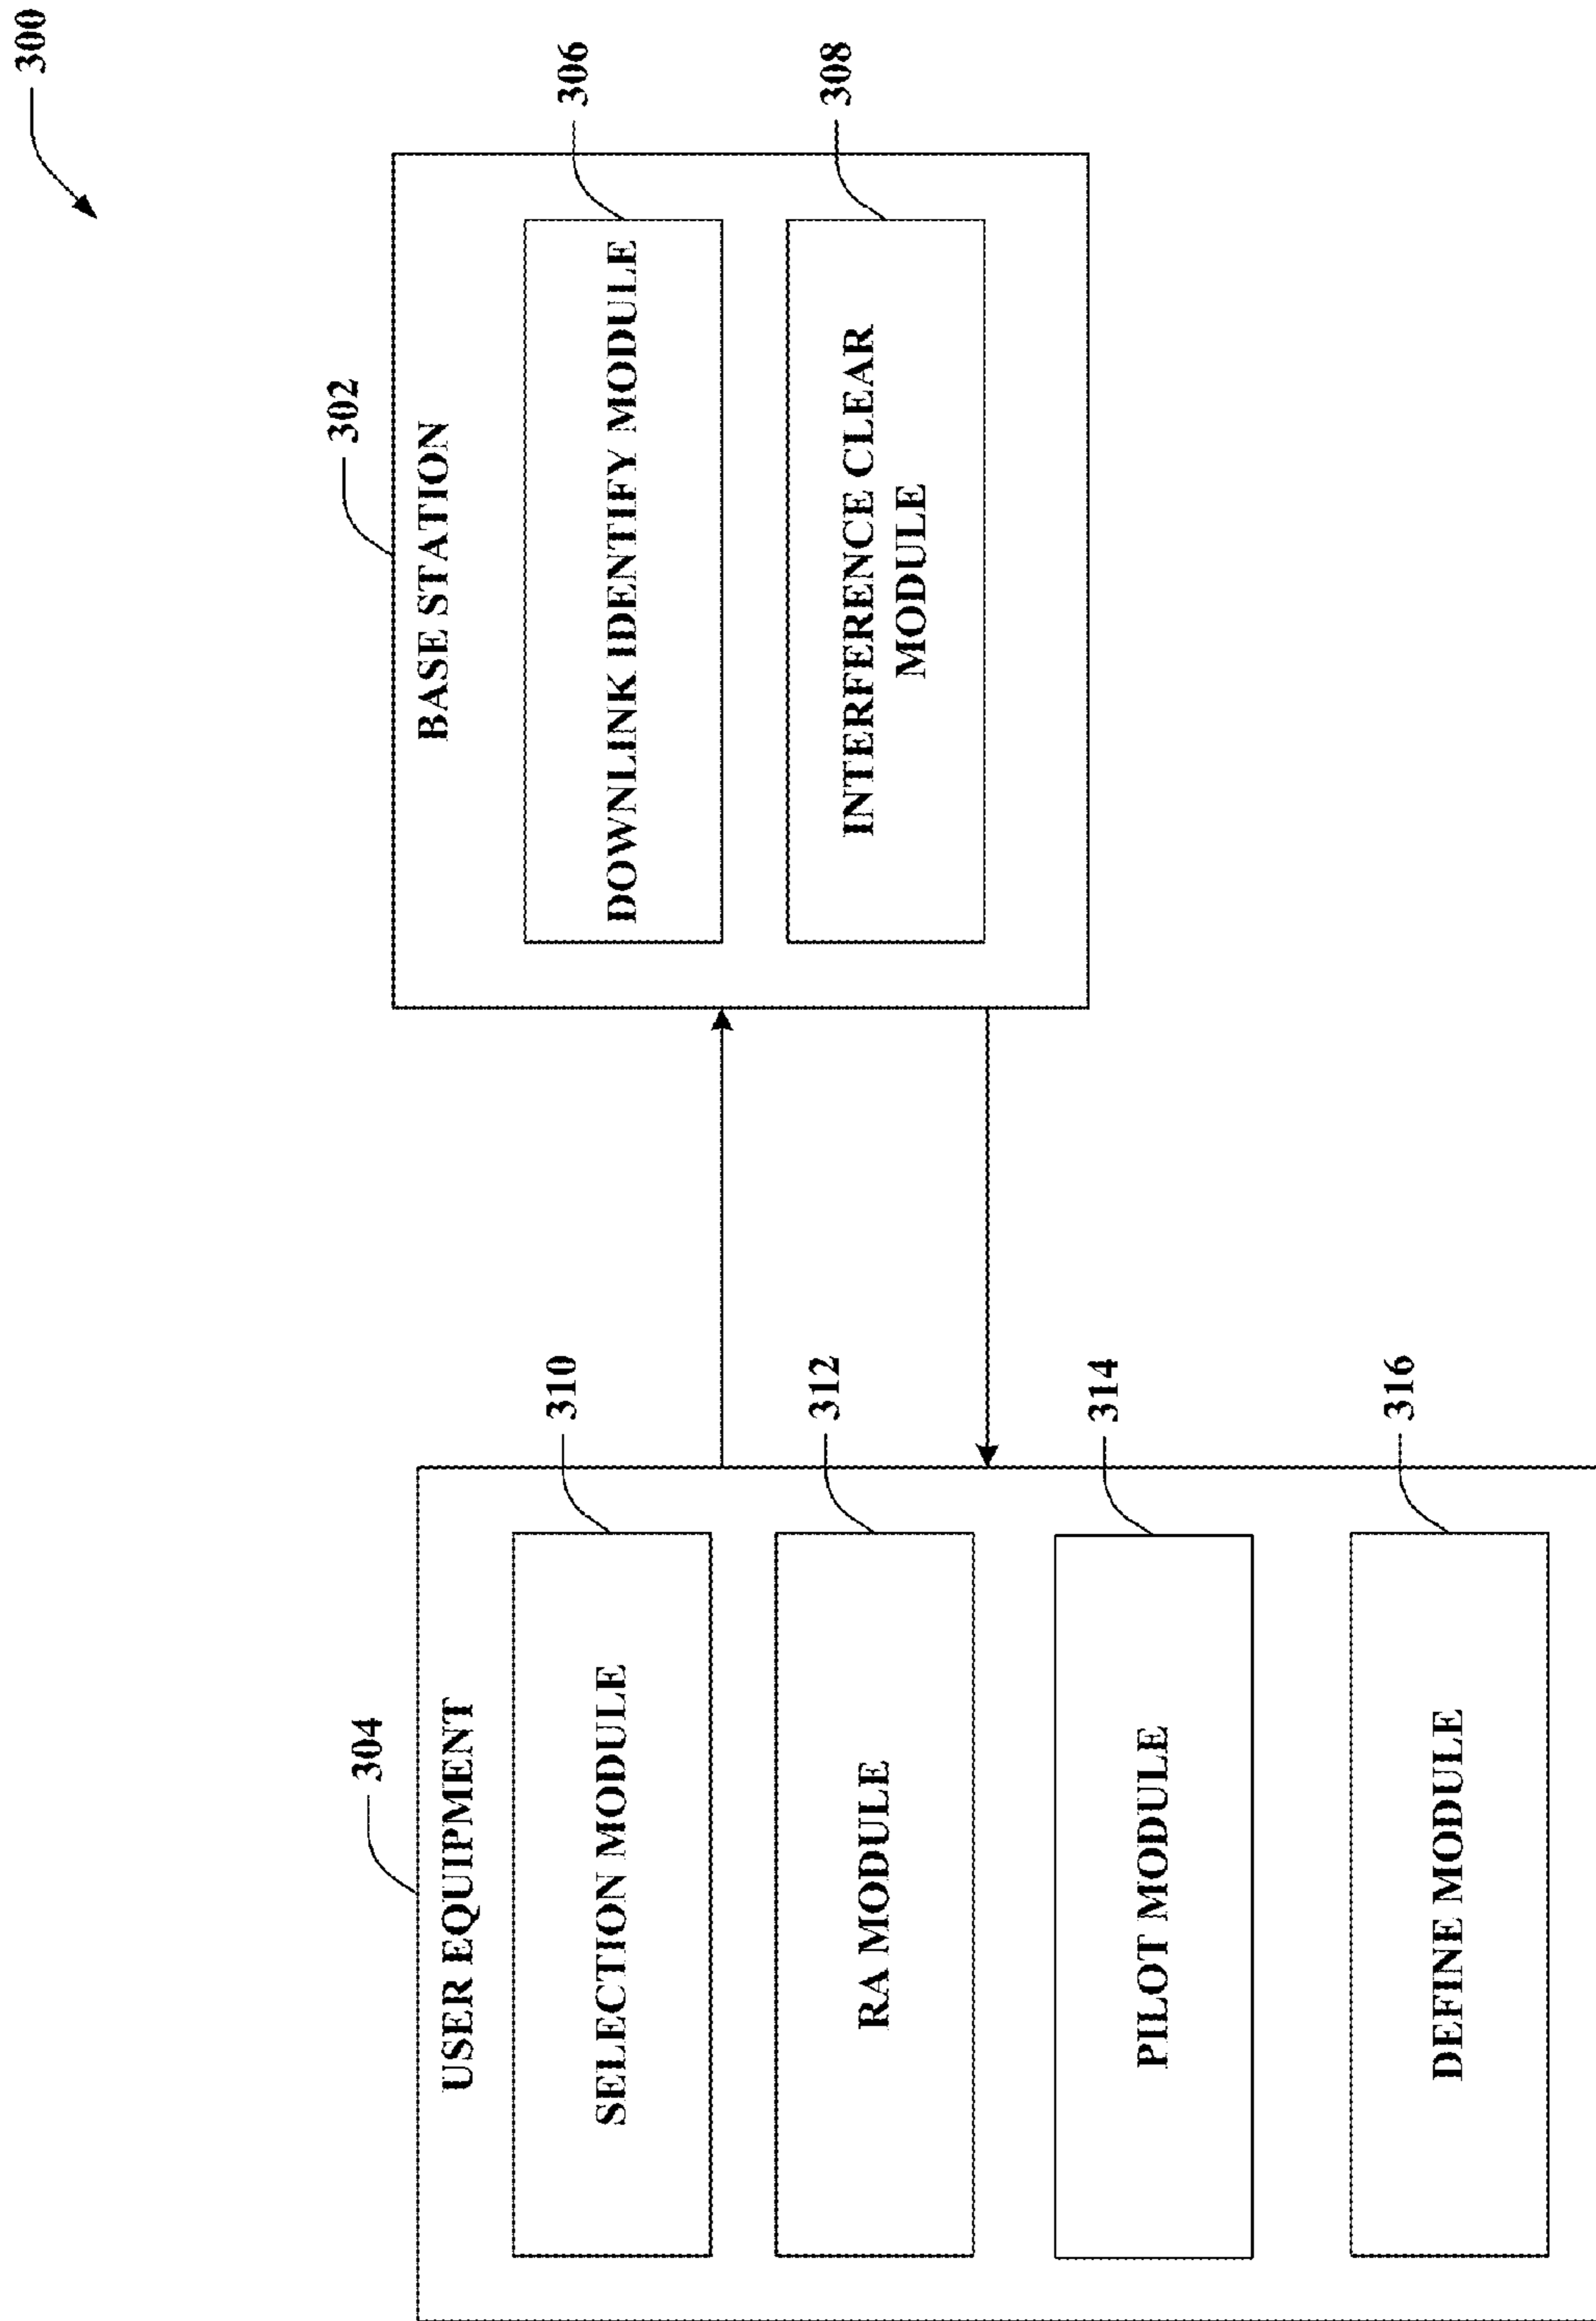 300
304
USER EQUIPMENT
310
SELECTION MODULE
312
RA MODULE
314
PILOT MODULE
316
DEFINE MODULE
302
BASE STATION
306
DOWNLINK IDENTIFY MODULE
308
INTERFERENCE CLEAR
MODULE